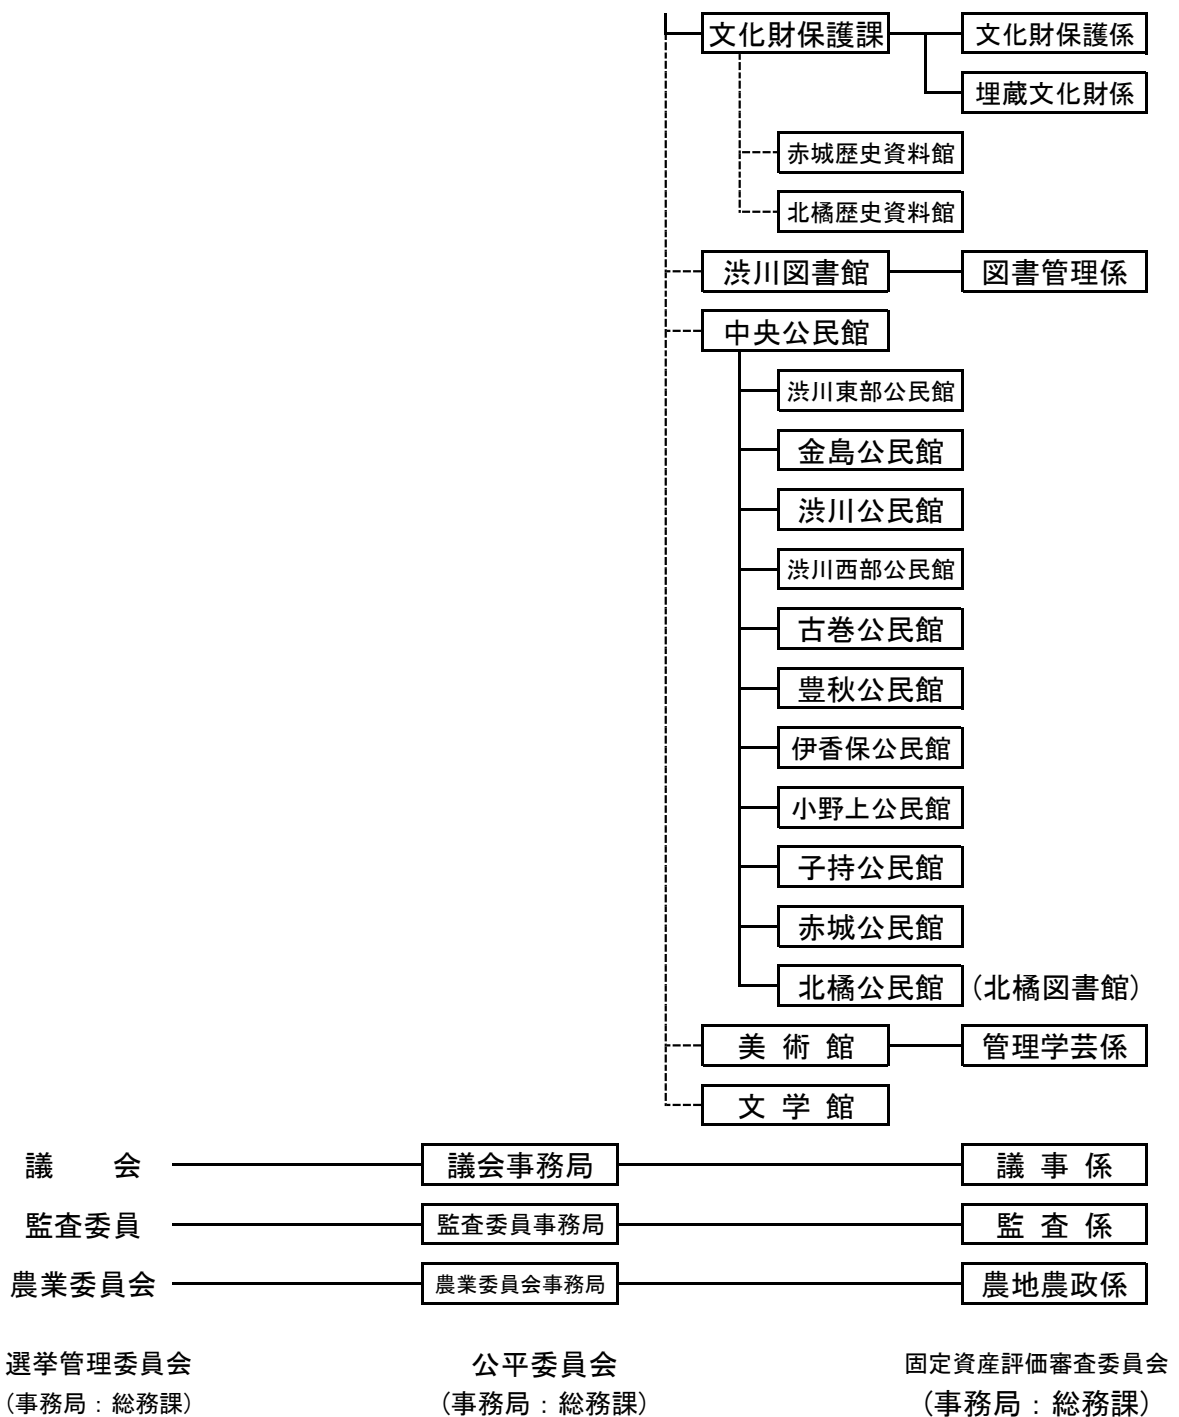 文化財保護課 文化財保護係
埋蔵文化財係
赤城歴史資料館
北橘歴史資料館
渋川図書館 図書管理係
中央公民館
渋川東部公民館
金島公民館
渋川公民館
渋川西部公民館
古巻公民館
豊秋公民館
伊香保公民館
小野上公民館
子持公民館
赤城公民館
北橘公民館 (北橘図書館)
美術館 管理学芸係
文学館
議会 議会事務局 議事係
監査委員 監査委員事務局 監査係
農業委員会 農業委員会事務局 農地農政係
選挙管理委員会 公平委員会 固定資産評価審査委員会
(事務局：総務課) (事務局：総務課) (事務局：総務課)